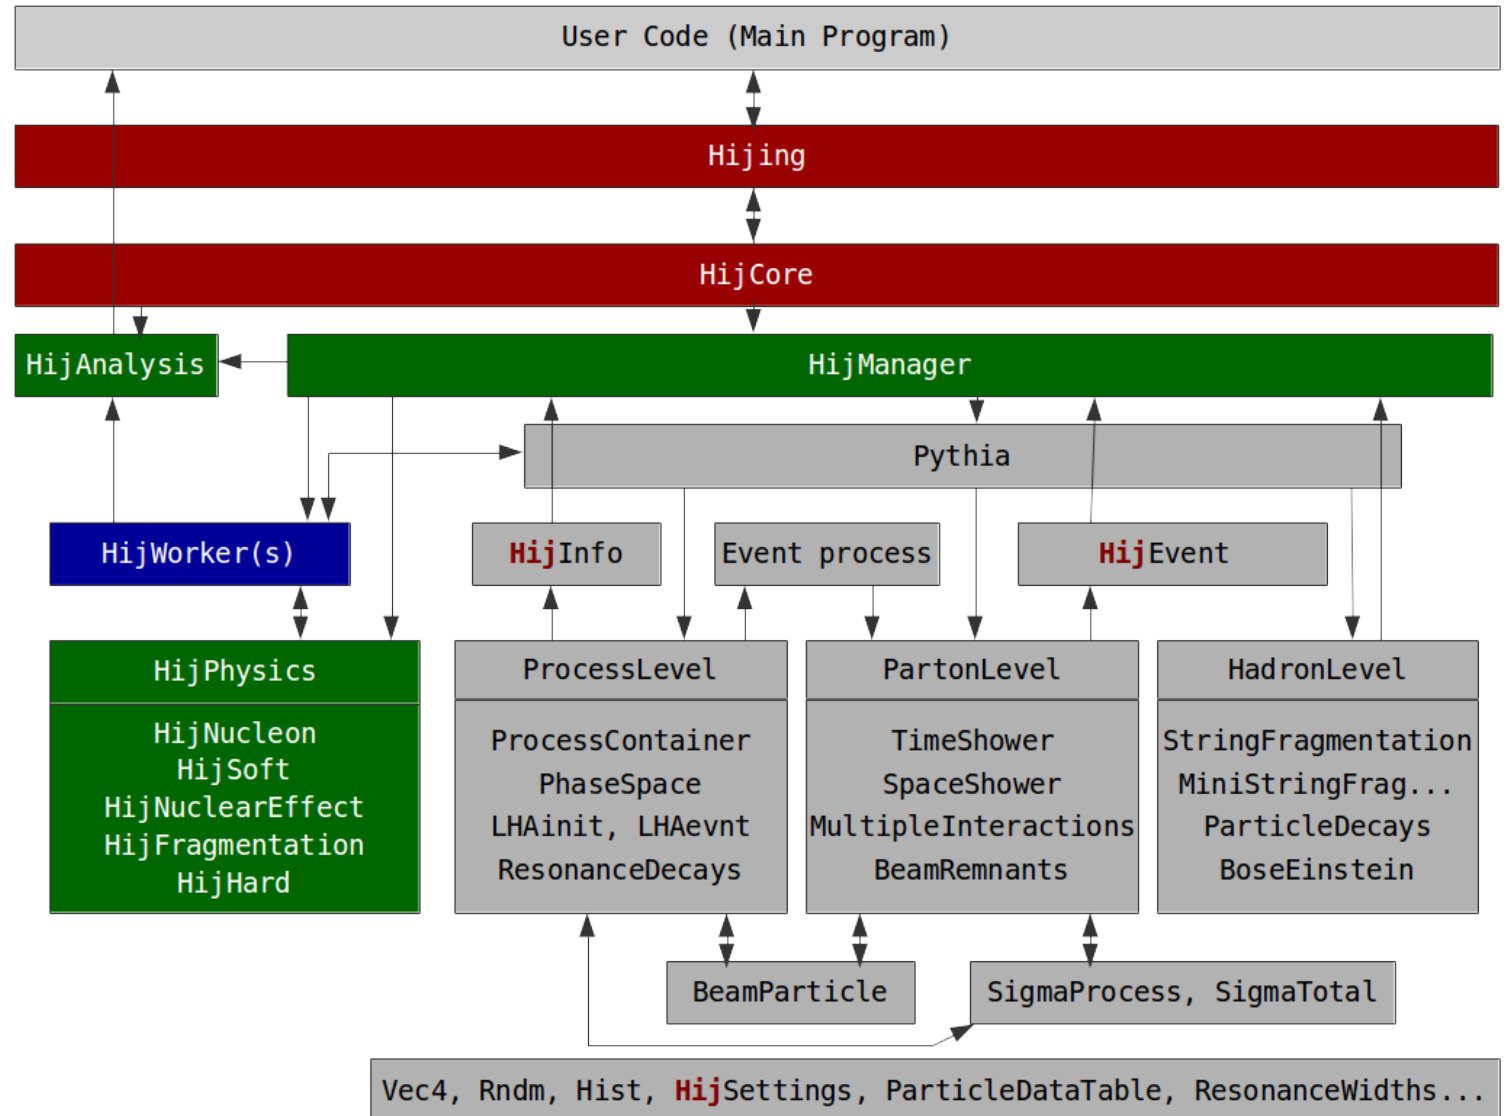 User Code (Main Program)
Hijing
HijCore
HijAnalysis
HijManager
Pythia
HijWorker(s)
HijInfo
Event process
HijEvent
HijPhysics
HijNucleon
HijSoft
HijNuclearEffect
HijFragmentation
HijHard
ProcessLevel
ProcessContainer
PhaseSpace
LHAinit, LHAevnt
ResonanceDecays
PartonLevel
TimeShower
SpaceShower
MultipleInteractions
BeamRemnants
HadronLevel
StringFragmentation
MiniStringFrag...
ParticleDecays
BoseEinstein
BeamParticle
SigmaProcess, SigmaTotal
Vec4, Rndm, Hist, HijSettings, ParticleDataTable, ResonanceWidths...